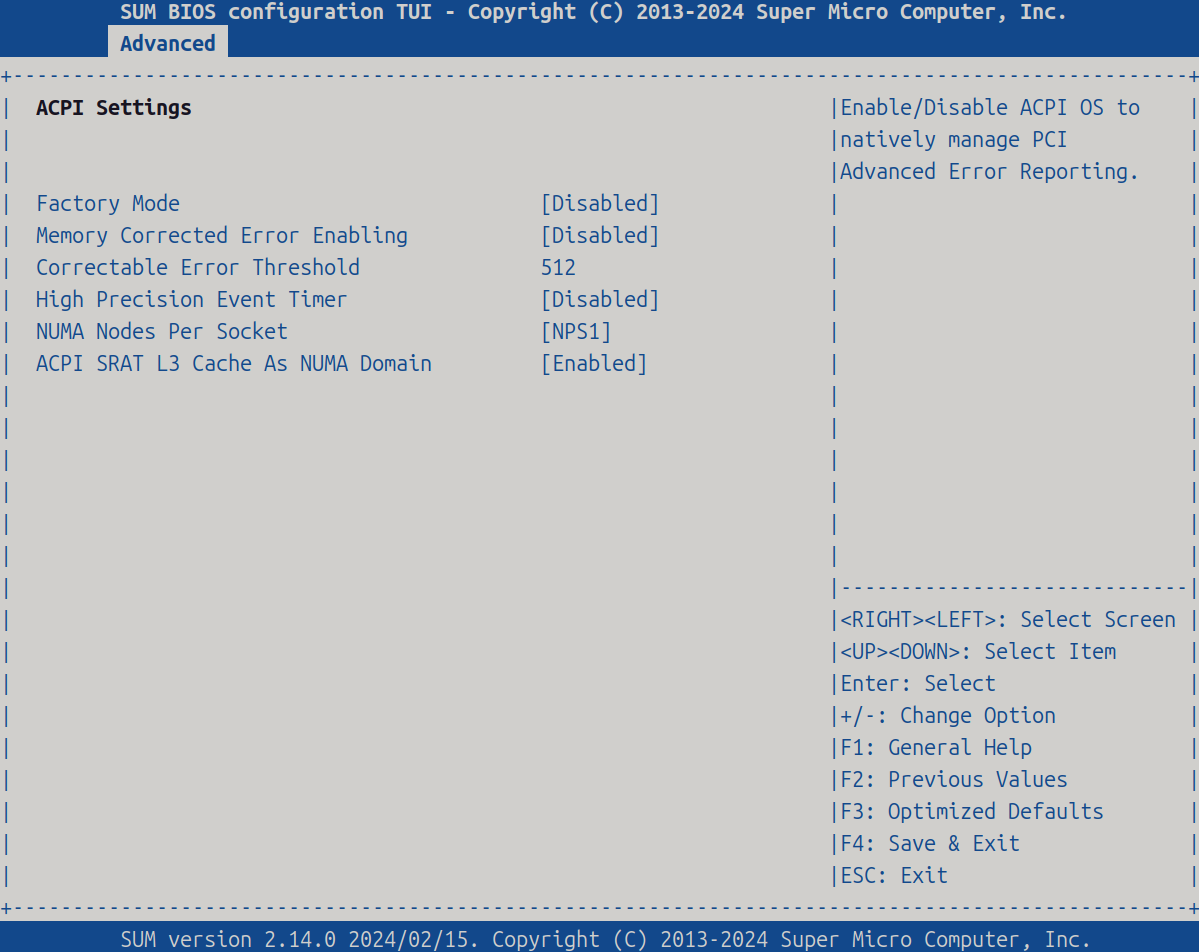 SUM BIOS configuration TUI - Copyright (C) 2013-2024 Super Micro Computer, Inc.
Advanced
ACPI Settings
Factory Mode [Disabled]
Memory Corrected Error Enabling [Disabled]
Correctable Error Threshold 512
High Precision Event Timer [Disabled]
NUMA Nodes Per Socket [NPS1]
ACPI SRAT L3 Cache As NUMA Domain [Enabled]
Enable/Disable ACPI OS to
natively manage PCI
Advanced Error Reporting.
<RIGHT><LEFT>: Select Screen
<UP><DOWN>: Select Item
Enter: Select
+/-: Change Option
F1: General Help
F2: Previous Values
F3: Optimized Defaults
F4: Save & Exit
ESC: Exit
SUM version 2.14.0 2024/02/15. Copyright (C) 2013-2024 Super Micro Computer, Inc.